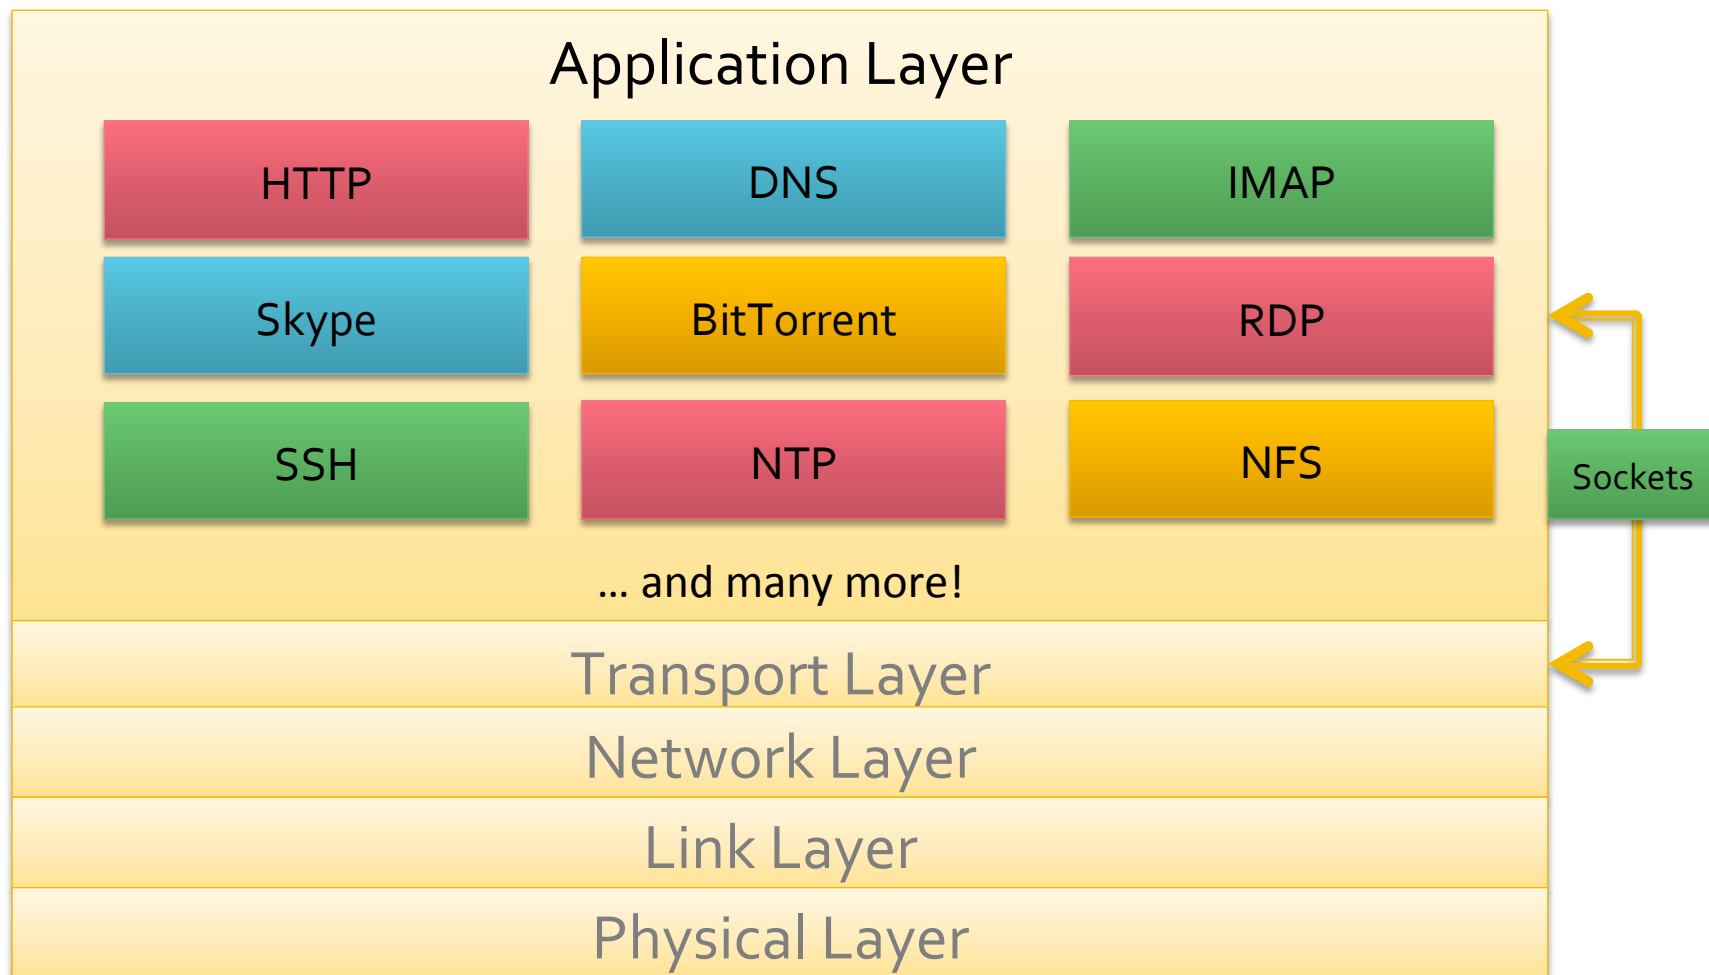 Application Layer
HTTP
DNS
IMAP
Skype
BitTorrent
RDP
SSH
NTP
NFS
Sockets
... and many more!
Transport Layer
Network Layer
Link Layer
Physical Layer